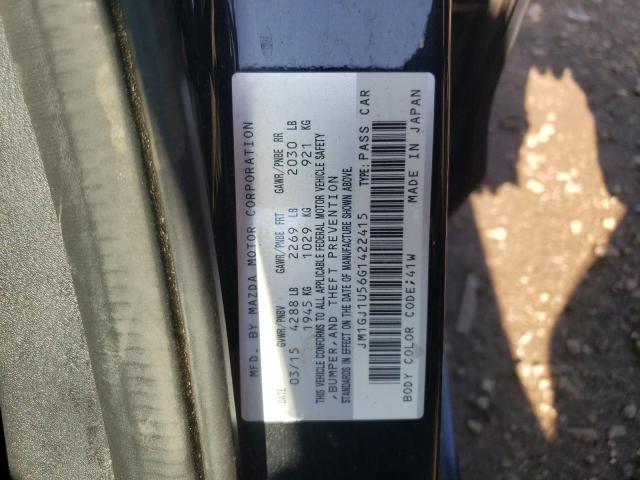 MFD. BY MAZDA MOTOR CORPORATION
DATE GVWR/PNBV GAWR/PNBE FRT GAWR/PNBE RR
03/15 4288 LB 2269 LB 2030 LB
1945 KG 1029 KG 921 KG
THIS VEHICLE CONFORMS TO ALL APPLICABLE FEDERAL MOTOR VEHICLE SAFETY
,BUMPER,AND THEFT PREVENTION
STANDARDS IN EFFECT ON THE DATE OF MANUFACTURE SHOWN ABOVE.
JM1GJ1U56G1422415 TYPE:PASS CAR
BODY COLOR CODE;41W MADE IN JAPAN